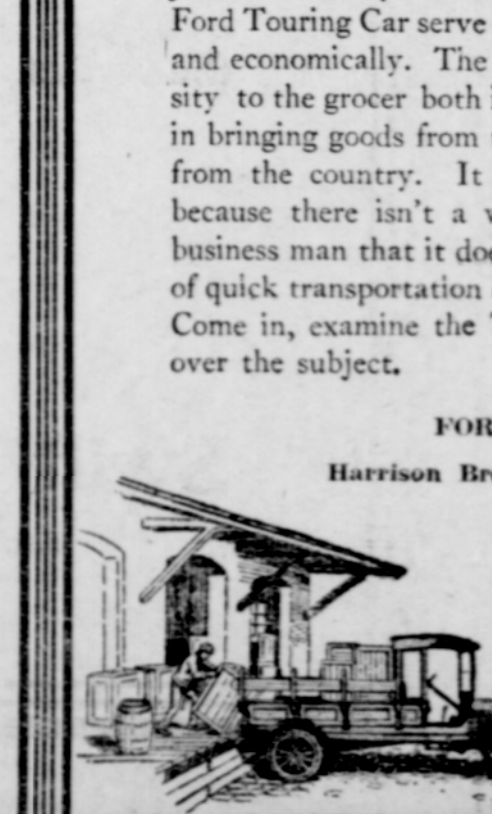 Ford Touring Car serve
and economically. The
sity to the grocer both
in bringing goods from
from the country. It
because there isn't a
business man that it
of quick transportation
Come in, examine the
over the subject.
FOR
Harrison